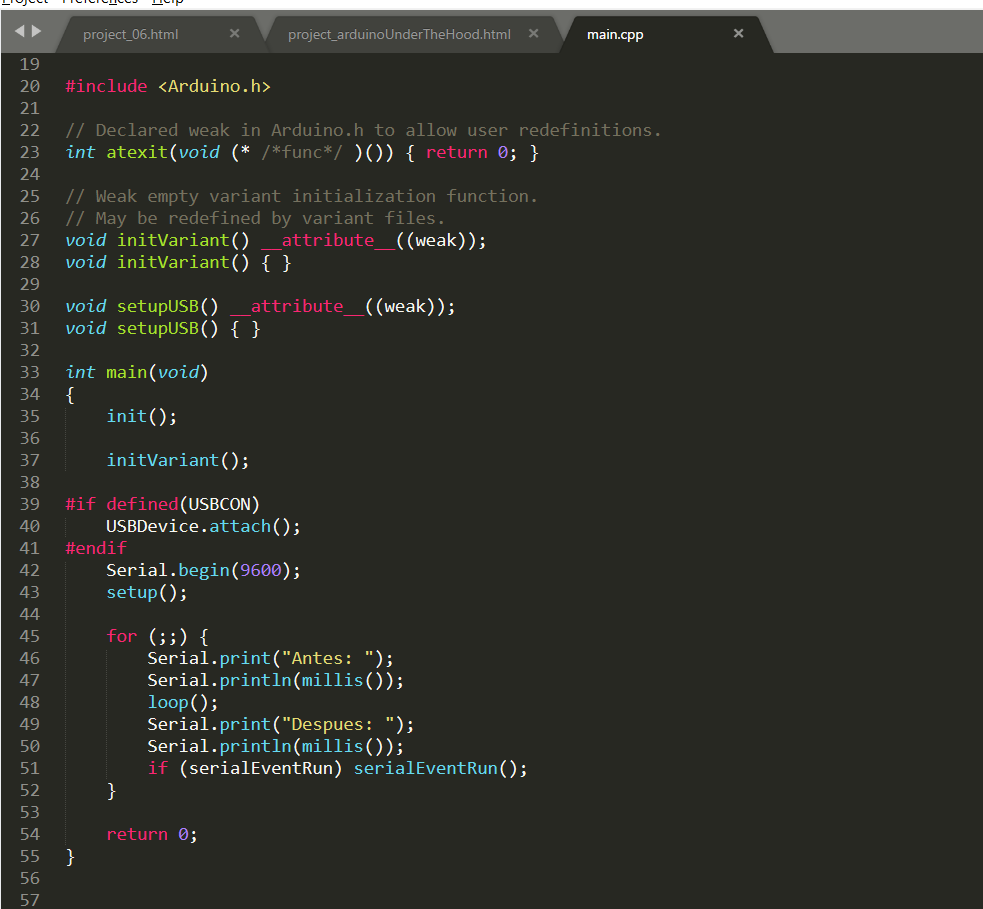 Project Preferences Help
project_06.html × project_arduinoUnderTheHood.html × main.cpp ×
19
20 #include <Arduino.h>
21
22 // Declared weak in Arduino.h to allow user redefinitions.
23 int atexit(void (* /*func*/ )()) { return 0; }
24
25 // Weak empty variant initialization function.
26 // May be redefined by variant files.
27 void initVariant() __attribute__((weak));
28 void initVariant() { }
29
30 void setupUSB() __attribute__((weak));
31 void setupUSB() { }
32
33 int main(void)
34 {
35     init();
36
37     initVariant();
38
39 #if defined(USBCON)
40     USBDevice.attach();
41 #endif
42     Serial.begin(9600);
43     setup();
44
45     for (;;) {
46         Serial.print("Antes: ");
47         Serial.println(millis());
48         loop();
49         Serial.print("Despues: ");
50         Serial.println(millis());
51         if (serialEventRun) serialEventRun();
52     }
53
54     return 0;
55 }
56
57